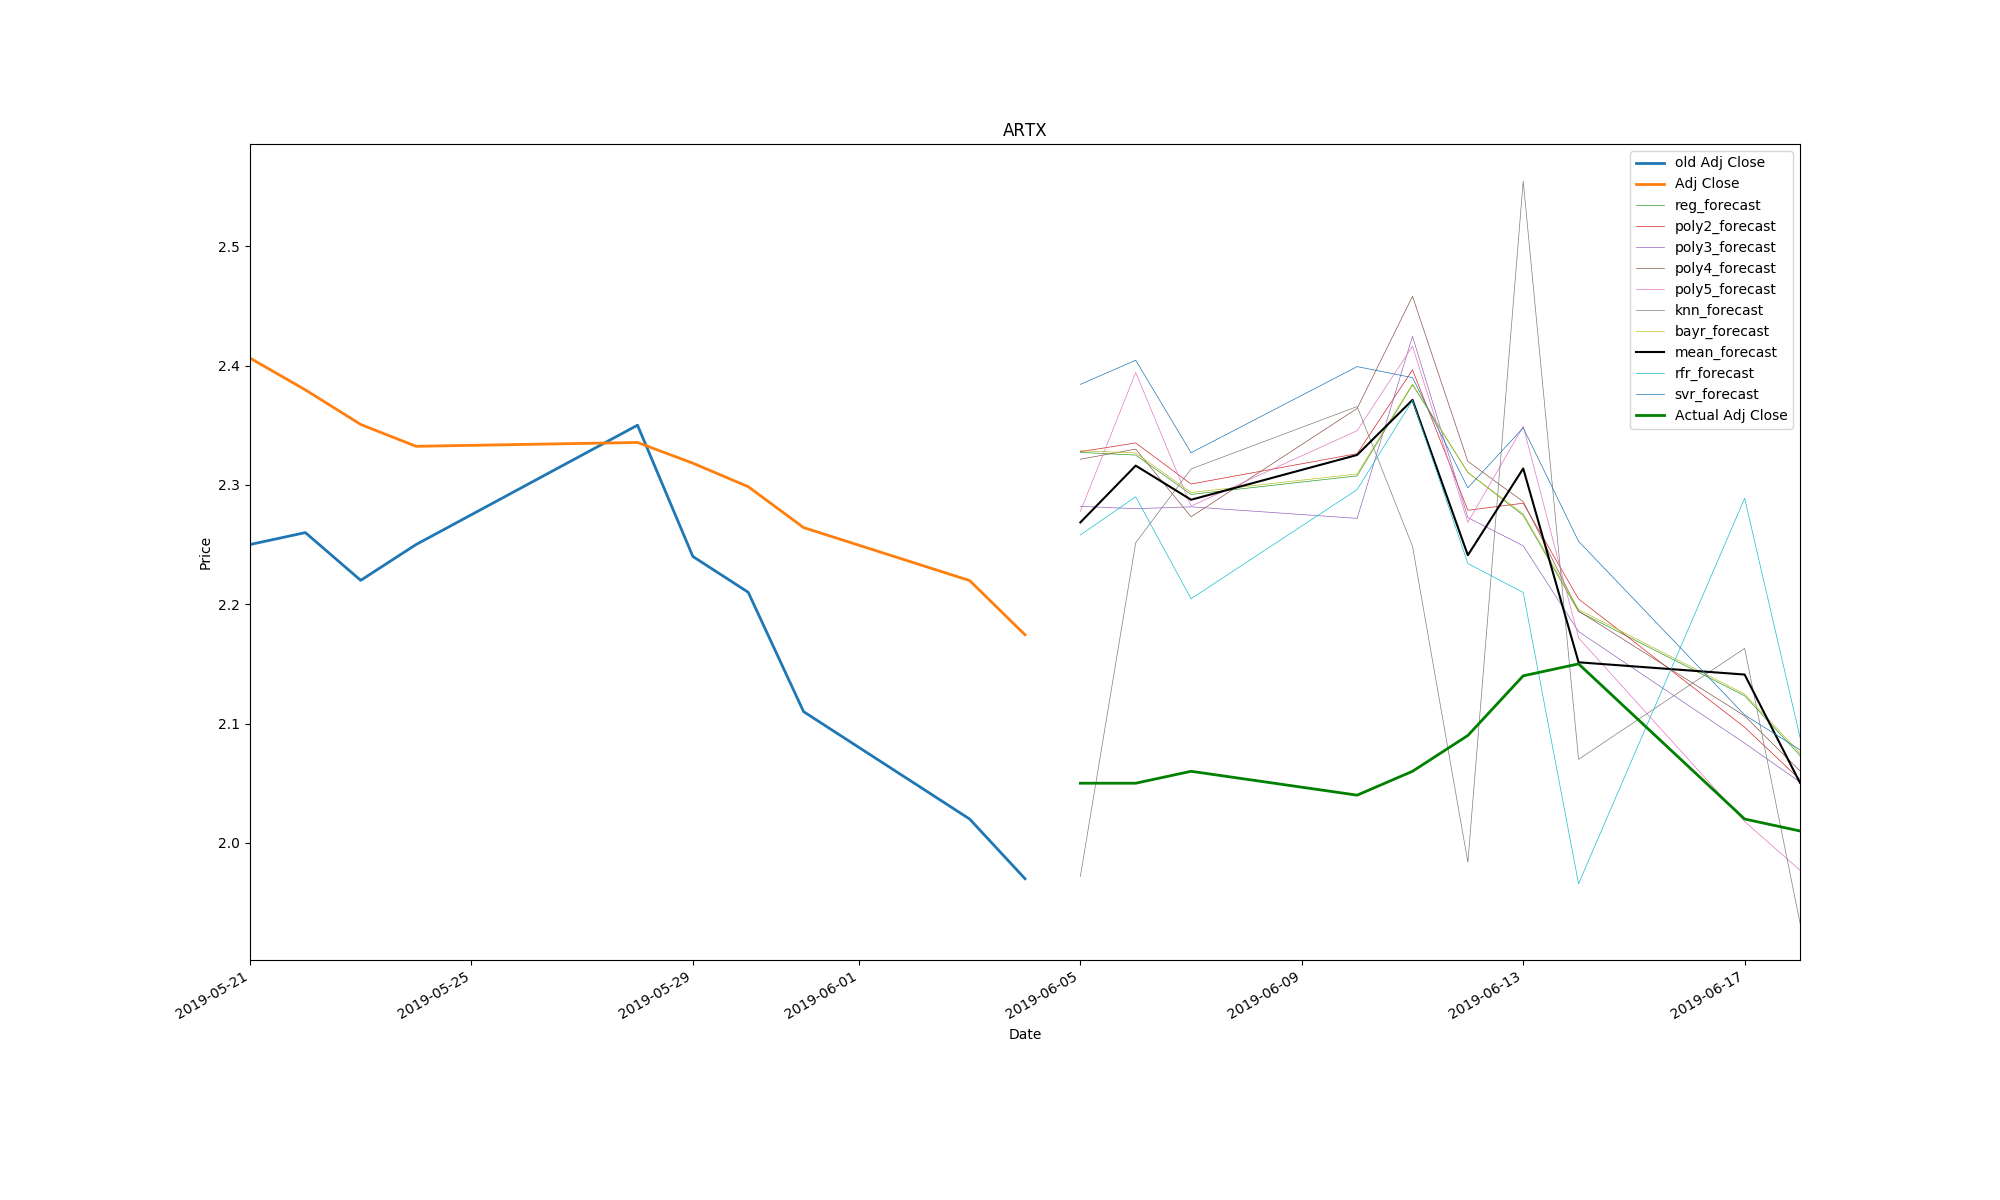 ARTX
old Adj Close
Adj Close
reg_forecast
poly2_forecast
poly3_forecast
poly4_forecast
poly5_forecast
knn_forecast
bayr_forecast
mean_forecast
rfr_forecast
svr_forecast
Actual Adj Close
2.5
2.4
2.3
2.2
2.1
2.0
Price
2019-05-21
2019-05-25
2019-05-29
2019-06-01
2019-06-05
2019-06-09
2019-06-13
2019-06-17
Date